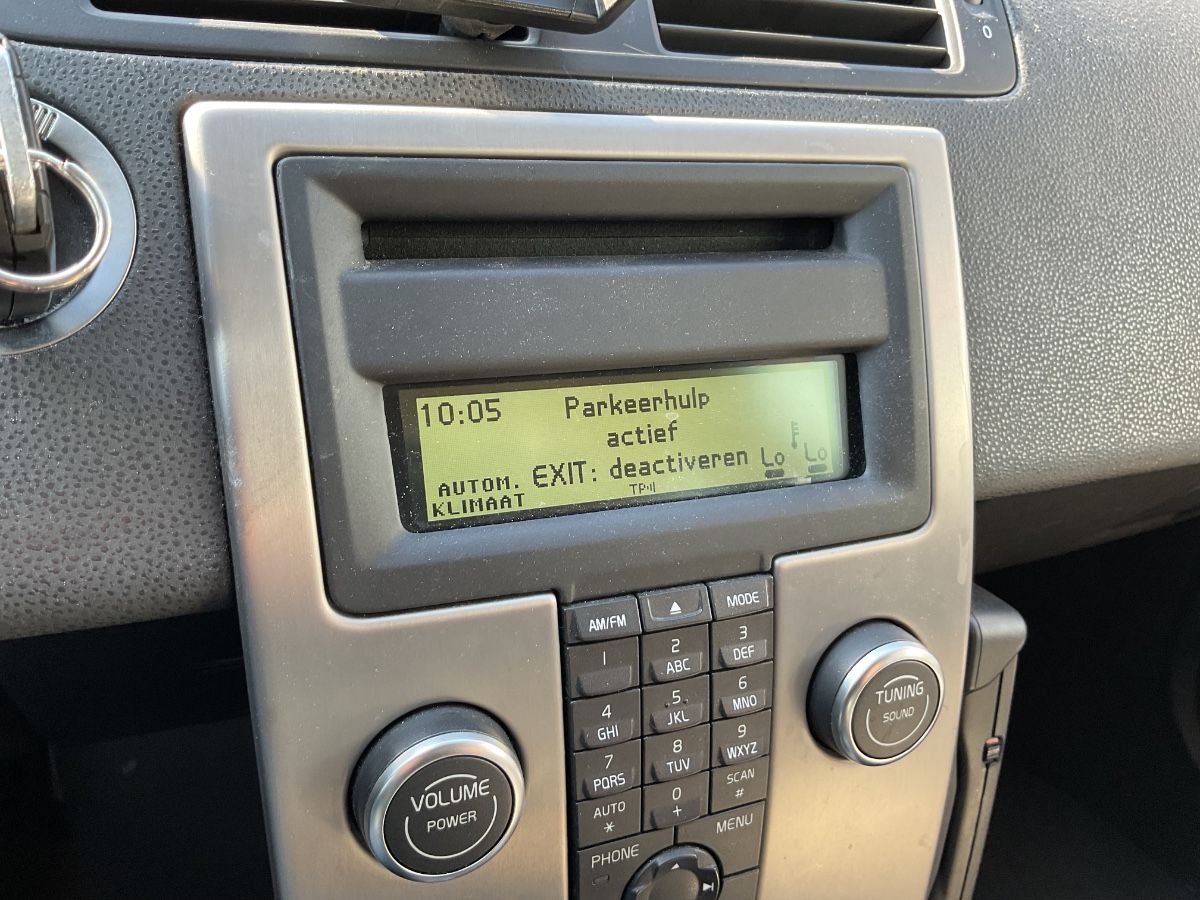 0
10:05 Parkeerhulp
actief
AUTOM. EXIT: deactiveren Lo Lo
KLIMAAT TP
AM/FM MODE
1 2 ABC 3 DEF
4 GHI 5 JKL 6 MNO
7 PQRS 8 TUV 9 WXYZ
AUTO * 0 + SCAN #
PHONE MENU
VOLUME
POWER
TUNING
SOUND